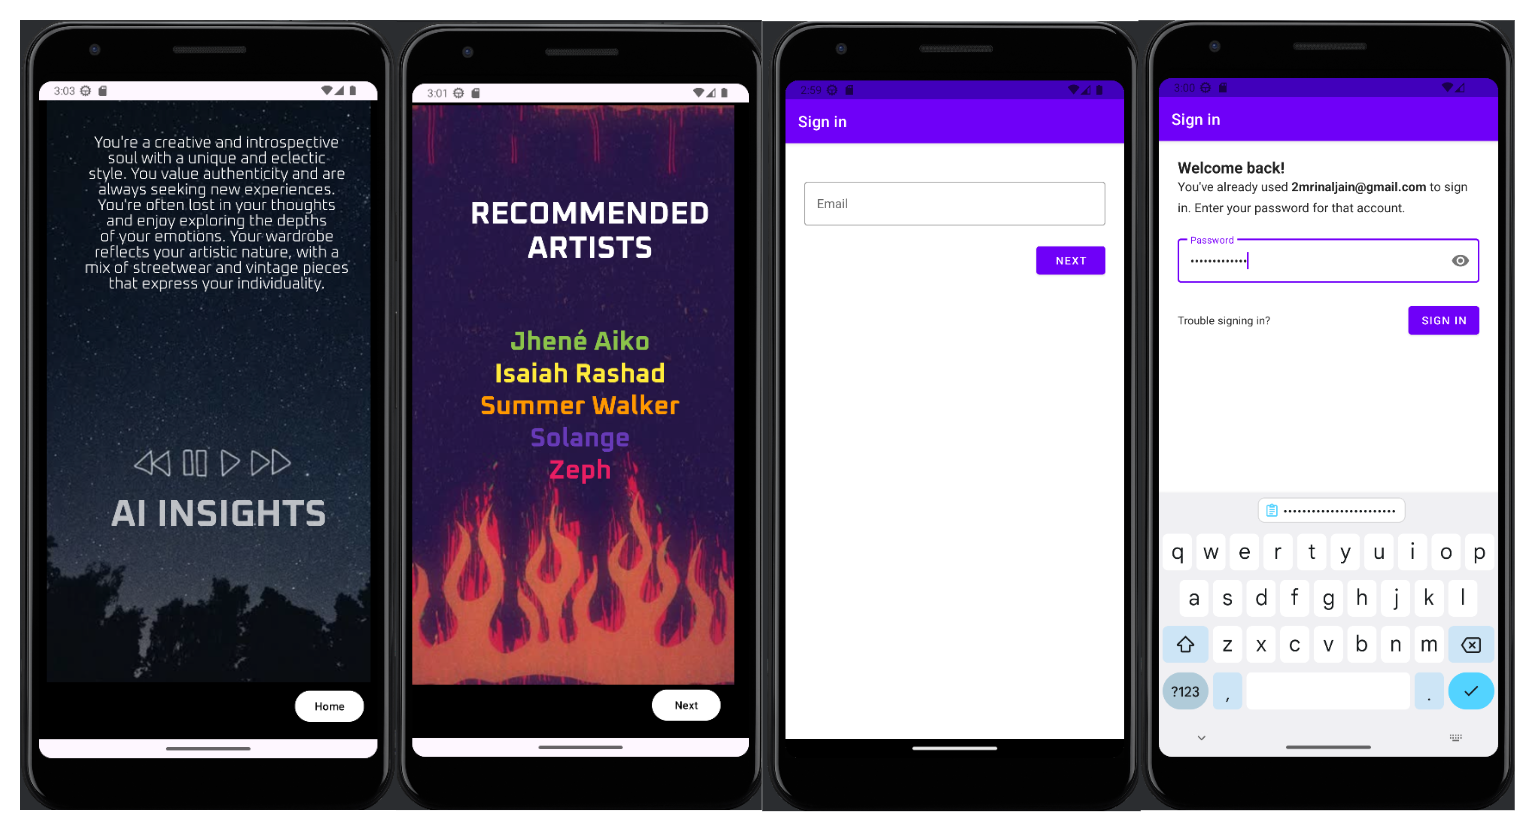 3:03
You're a creative and introspective
soul with a unique and eclectic
style. You value authenticity and are
always seeking new experiences.
You're often lost in your thoughts
and enjoy exploring the depths
of your emotions. Your wardrobe
reflects your artistic nature, with a
mix of streetwear and vintage pieces
that express your individuality.
AI INSIGHTS
Home
3:01
RECOMMENDED
ARTISTS
Jhené Aiko
Isaiah Rashad
Summer Walker
Solange
Zeph
Next
2:59
Sign in
Email
NEXT
3:00
Sign in
Welcome back!
You've already used 2mrinaljain@gmail.com to sign
in. Enter your password for that account.
Password
•••••••••••••
Trouble signing in?
SIGN IN
••••••••••••••••••••••••
q w e r t y u i o p
a s d f g h j k l
z x c v b n m
?123 , .